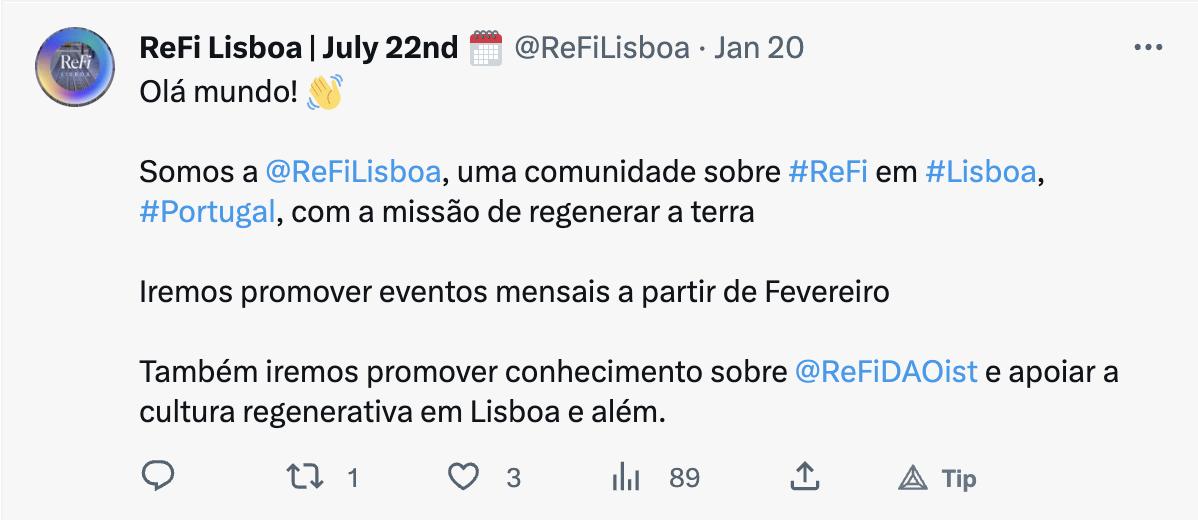 ReFi Lisboa | July 22nd 🗓 @ReFiLisboa · Jan 20
Olá mundo! 👋
Somos a @ReFiLisboa, uma comunidade sobre #ReFi em #Lisboa,
#Portugal, com a missão de regenerar a terra
Iremos promover eventos mensais a partir de Fevereiro
Também iremos promover conhecimento sobre @ReFiDAOist e apoiar a
cultura regenerativa em Lisboa e além.
1 3 89 Tip
ReFi
LISBOA